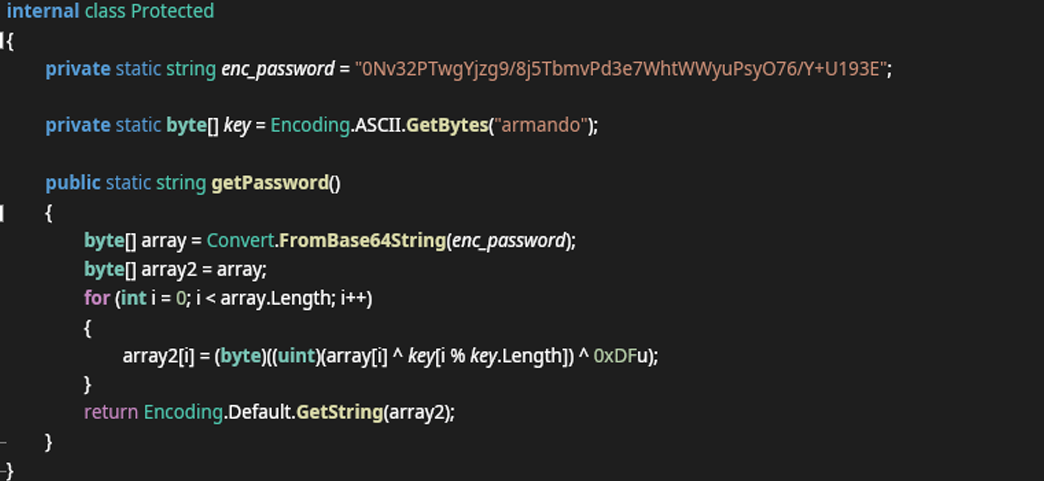 internal class Protected
{
private static string enc_password = "0Nv32PTwgYjzg9/8j5TbmvPd3e7WhtWWyuPsyO76/Y+U193E";
private static byte[] key = Encoding.ASCII.GetBytes("armando");
public static string getPassword()
{
byte[] array = Convert.FromBase64String(enc_password);
byte[] array2 = array;
for (int i = 0; i < array.Length; i++)
{
array2[i] = (byte)((uint)(array[i] ^ key[i % key.Length]) ^ 0xDFu);
}
return Encoding.Default.GetString(array2);
}
}